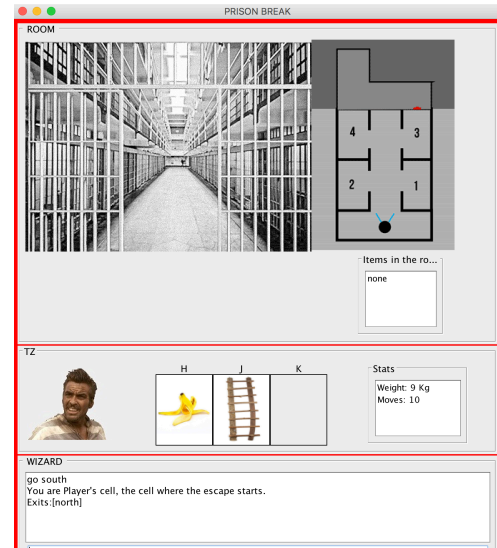 PRISON BREAK
ROOM
4
3
2
1
Items in the ro...
none
TZ
H J K
Stats
Weight: 9 Kg
Moves: 10
WIZARD
go south
You are Player's cell, the cell where the escape starts.
Exits:[north]